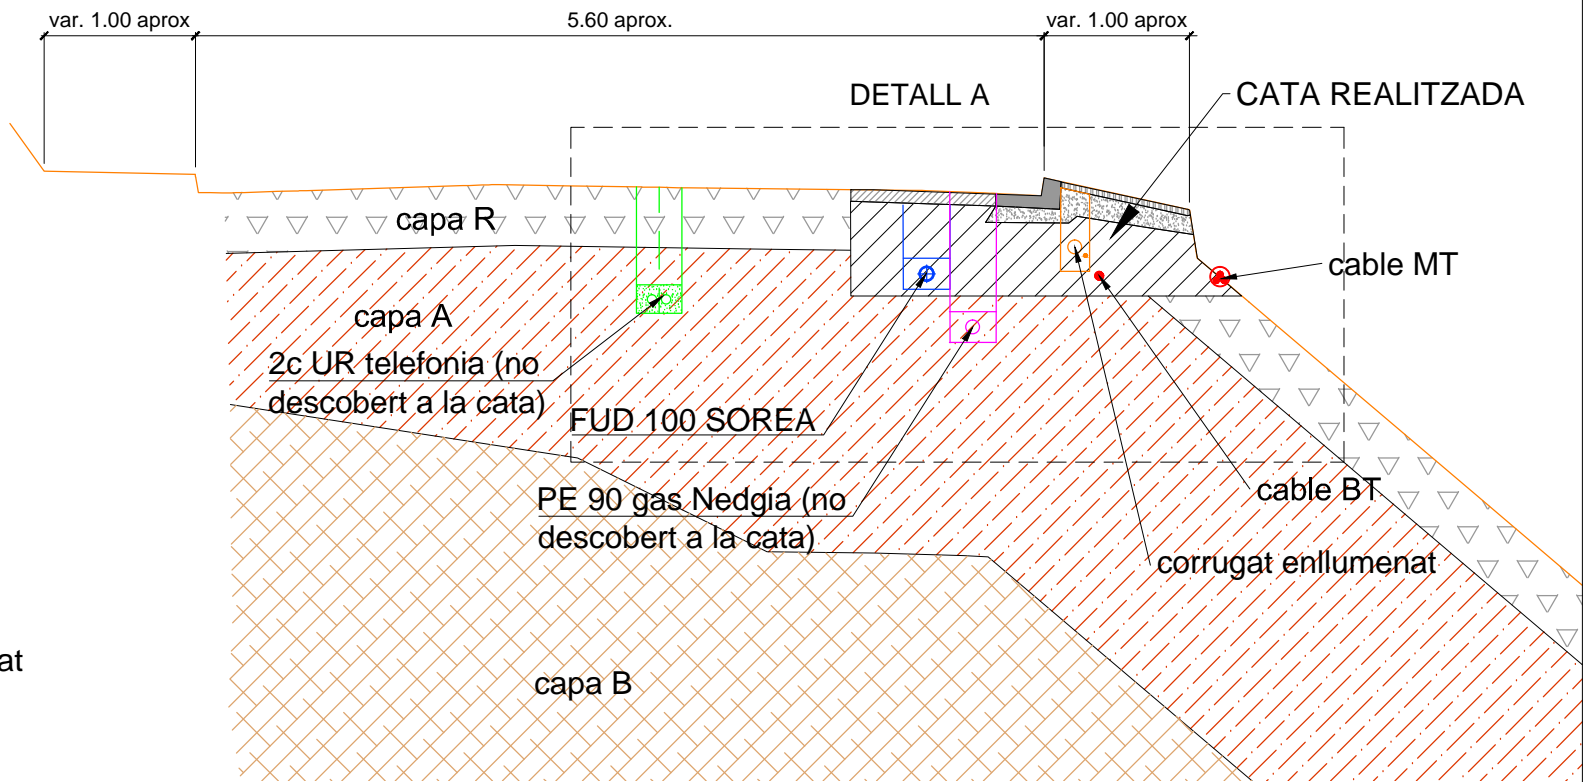 var. 1.00 aprox
5.60 aprox.
var. 1.00 aprox
DETALL A
CATA REALITZADA
capa R
cable MT
capa A
2c UR telefonia (no
descobert a la cata)
FUD 100 SOREA
PE 90 gas Nedgia (no
descobert a la cata)
cable BT
corrugat enllumenat
at
capa B